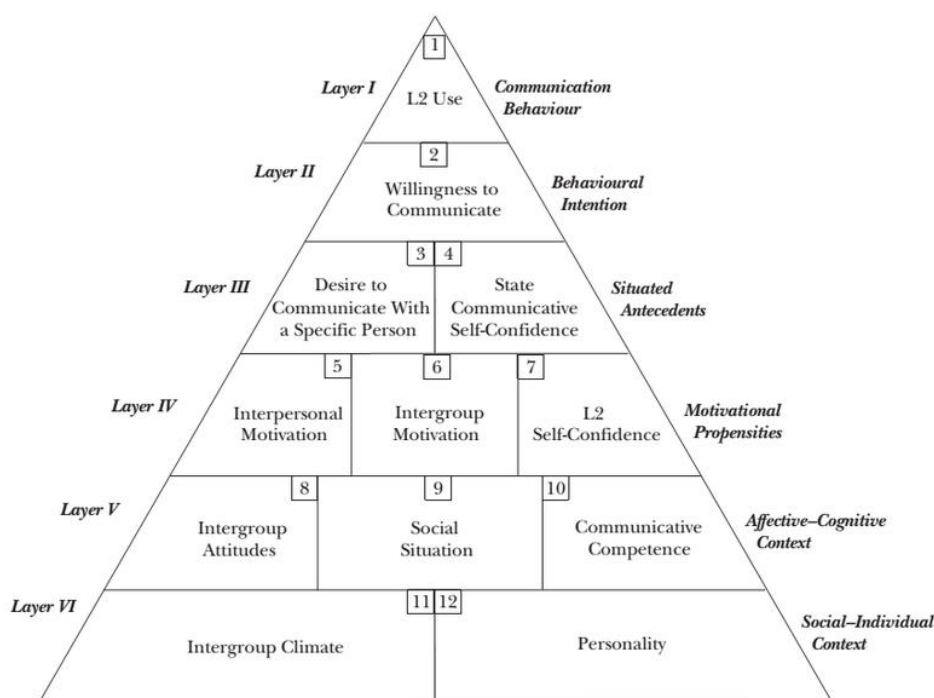 1
Layer I
L2 Use
Communication
Behaviour
2
Layer II
Willingness to
Communicate
Behavioural
Intention
3 4
Layer III
Desire to
Communicate With
a Specific Person
State
Communicative
Self-Confidence
Situated
Antecedents
5 6 7
Layer IV
Interpersonal
Motivation
Intergroup
Motivation
L2
Self-Confidence
Motivational
Propensities
8 9 10
Layer V
Intergroup
Attitudes
Social
Situation
Communicative
Competence
Affective–Cognitive
Context
11 12
Layer VI
Intergroup Climate
Personality
Social–Individual
Context